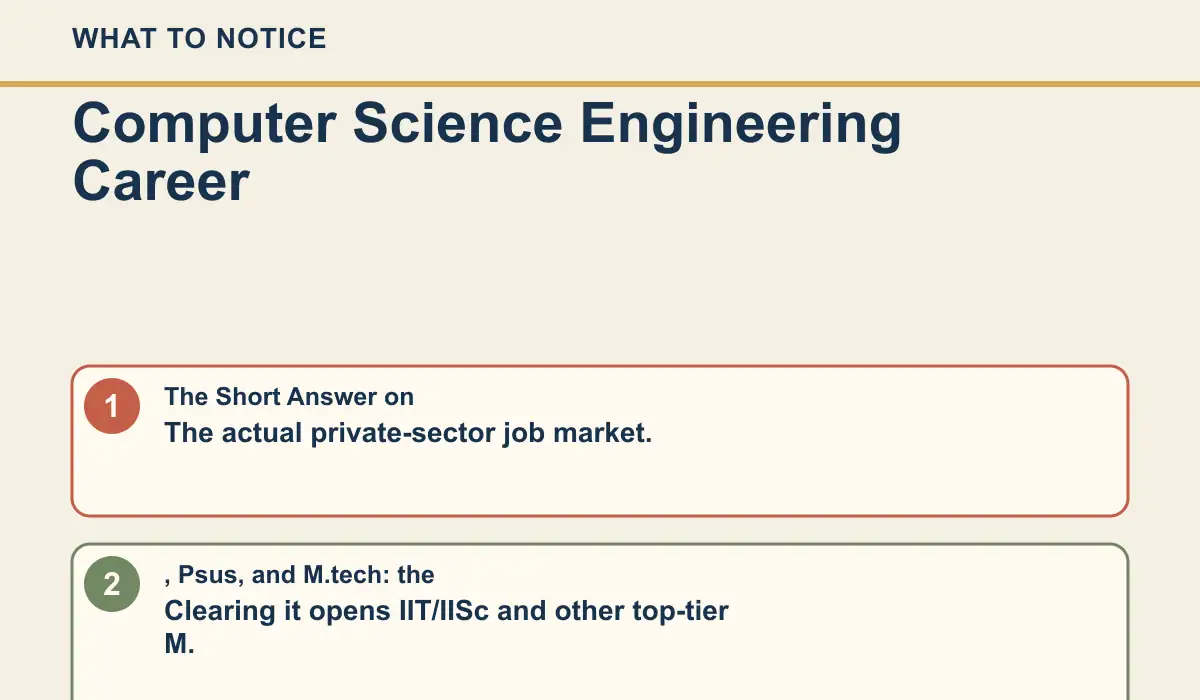 WHAT TO NOTICE
Computer Science Engineering
Career
1
The Short Answer on
The actual private-sector job market.
2
, Psus, and M.tech: the
Clearing it opens IIT/IISc and other top-tier
M.